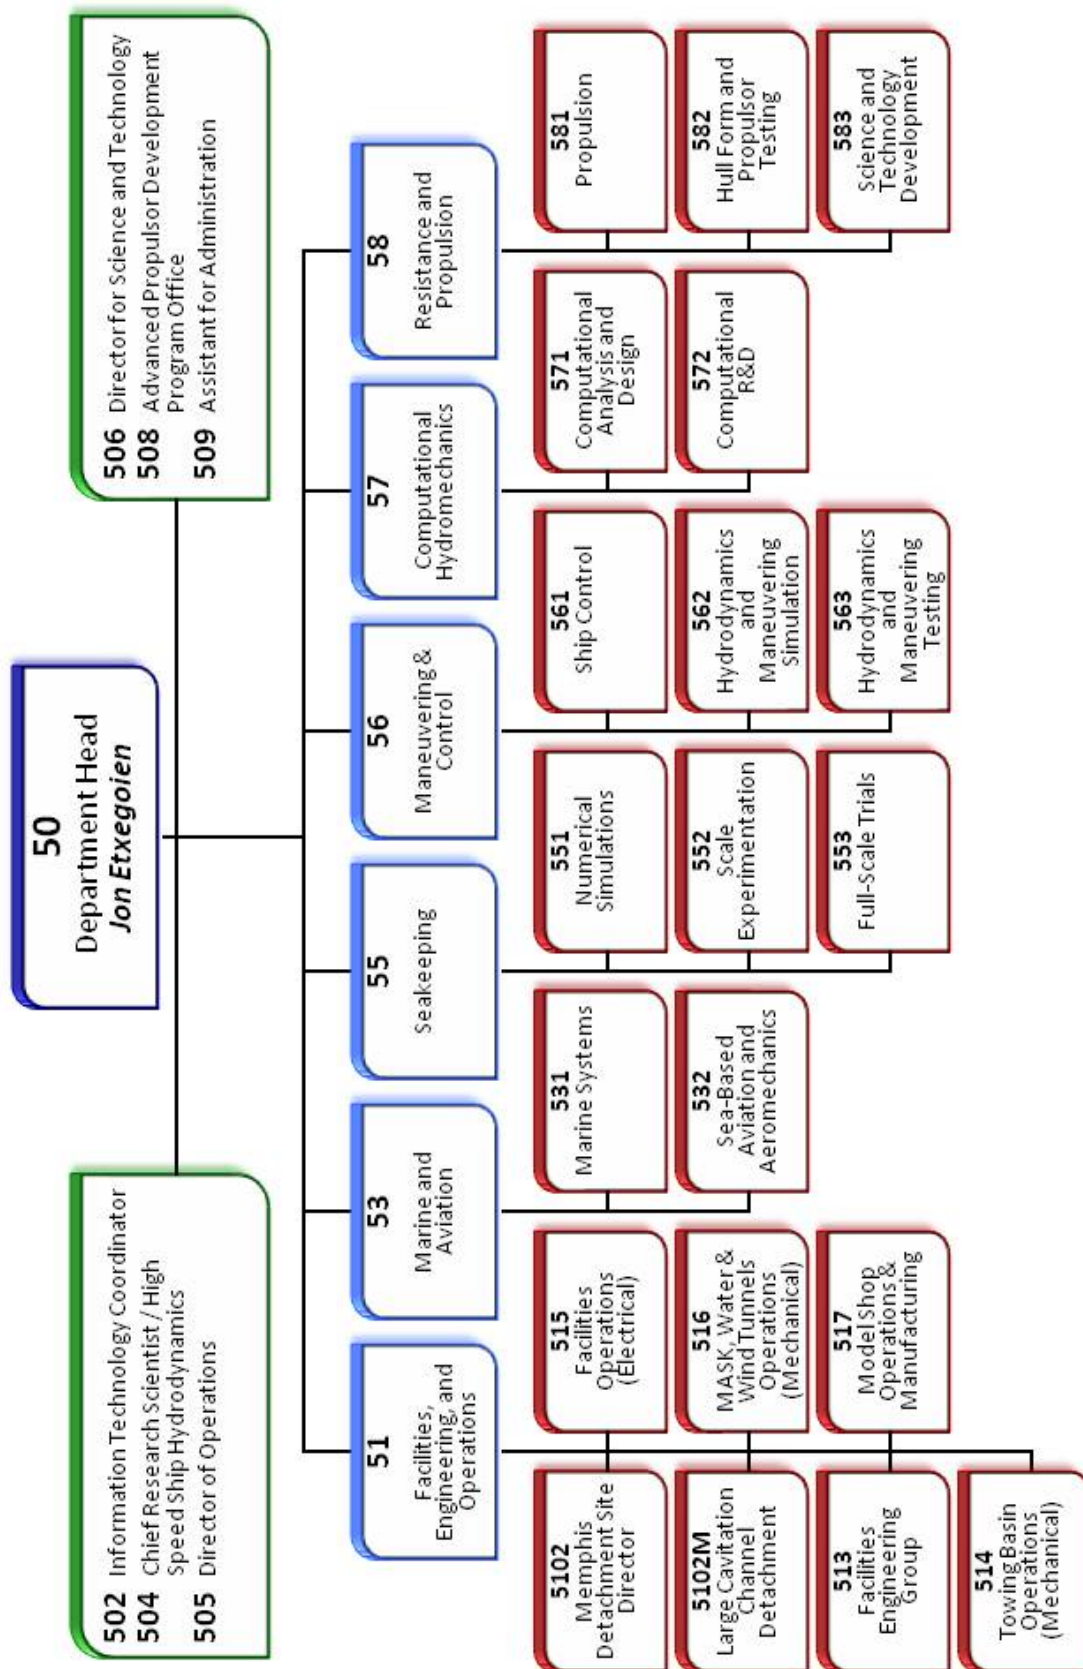 50
Department Head
Jon Etxegoien
502 Information Technology Coordinator
504 Chief Research Scientist / High
Speed Ship Hydrodynamics
505 Director of Operations
506 Director for Science and Technology
508 Advanced Propulsor Development
Program Office
509 Assistant for Administration
51
Facilities,
Engineering, and
Operations
53
Marine and
Aviation
55
Seakeeping
56
Maneuvering &
Control
57
Computational
Hydromechanics
58
Resistance and
Propulsion
5102
Memphis
Detachment Site
Director
5102M
Large Cavitation
Channel
Detachment
513
Facilities
Engineering
Group
514
Towing Basin
Operations
(Mechanical)
515
Facilities
Operations
(Electrical)
516
MASK, Water &
Wind Tunnels
Operations
(Mechanical)
517
Model Shop
Operations &
Manufacturing
531
Marine Systems
532
Sea-Based
Aviation and
Aeromechanics
551
Numerical
Simulations
552
Scale
Experimentation
553
Full-Scale Trials
561
Ship Control
562
Hydrodynamics
and
Maneuvering
Simulation
563
Hydrodynamics
and
Maneuvering
Testing
571
Computational
Analysis and
Design
572
Computational
R&D
581
Propulsion
582
Hull Form and
Propulsor
Testing
583
Science and
Technology
Development